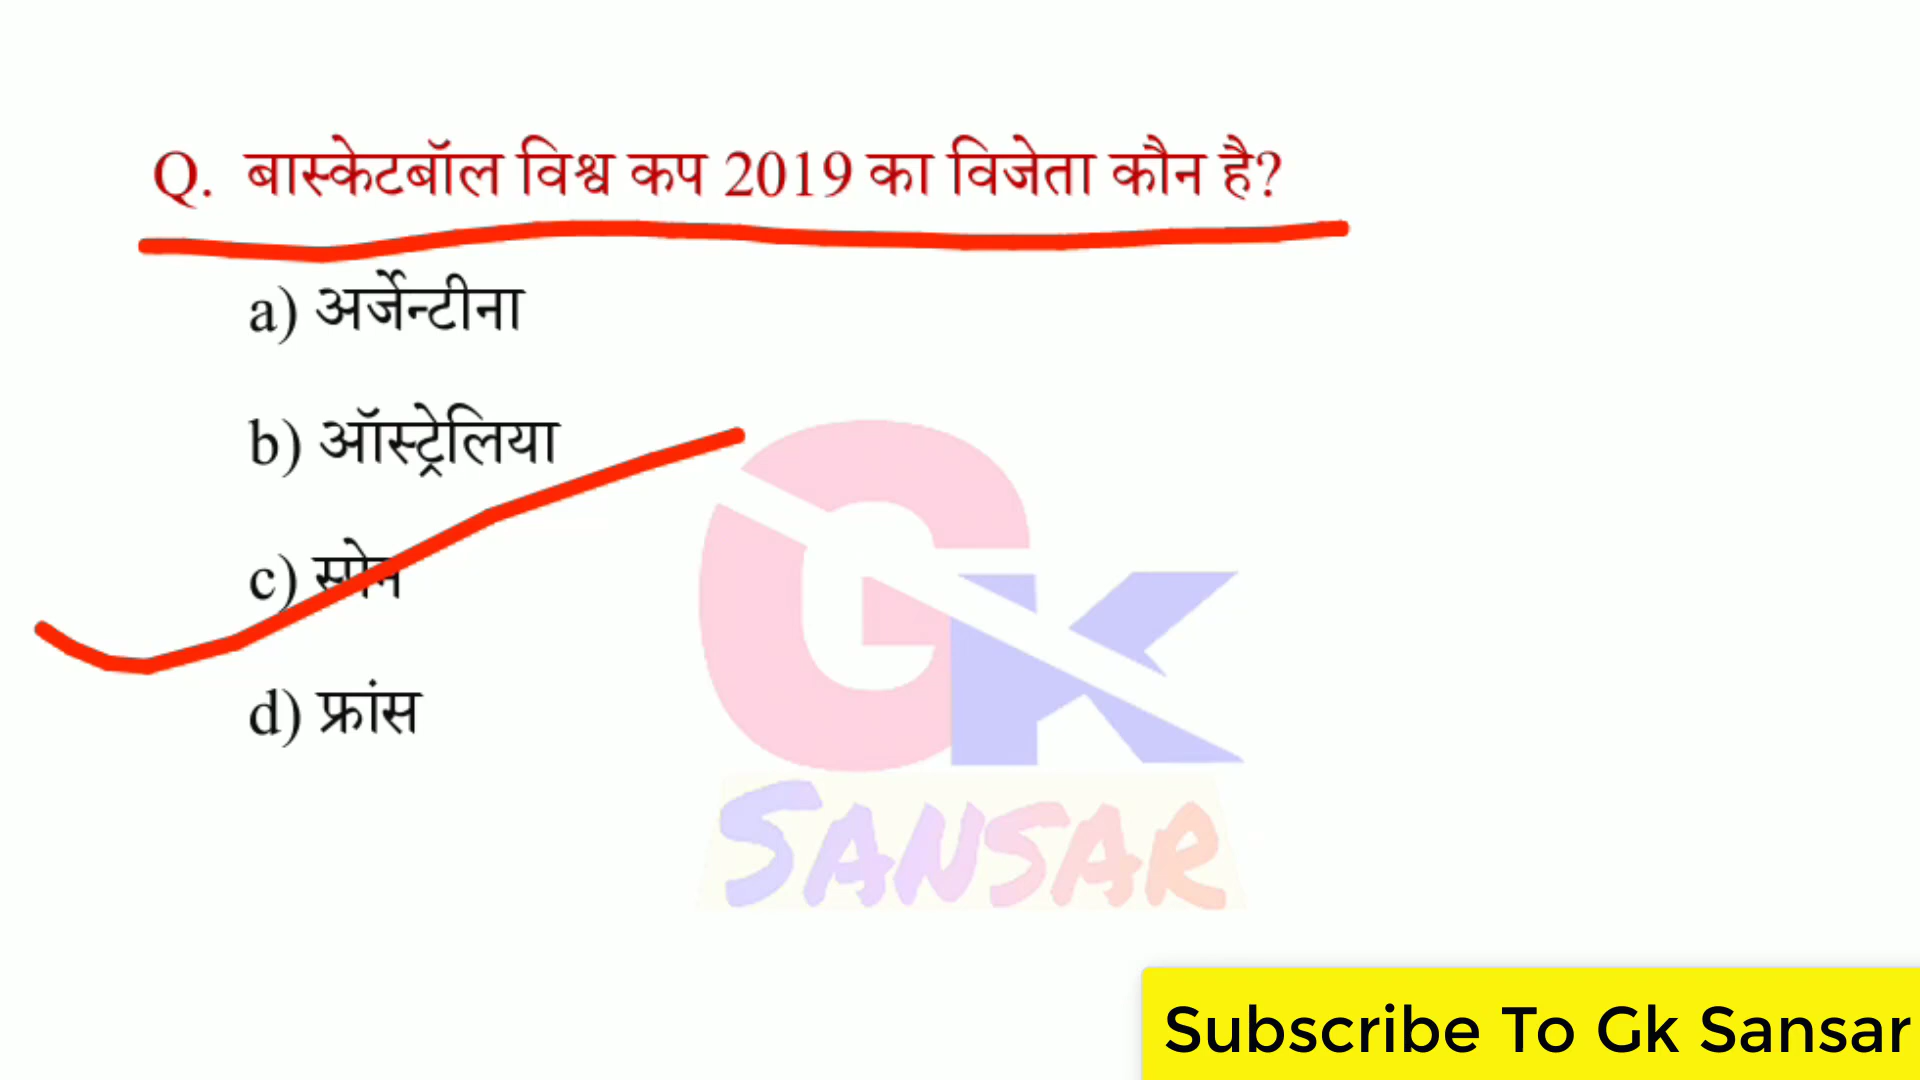 Q. बास्केटबॉल विश्व कप 2019 का विजेता कौन है?
a) अर्जेन्टीना
b) ऑस्ट्रेलिया
c) स्पेन
d) फ्रांस
GK
SANSAR
Subscribe To Gk Sansar